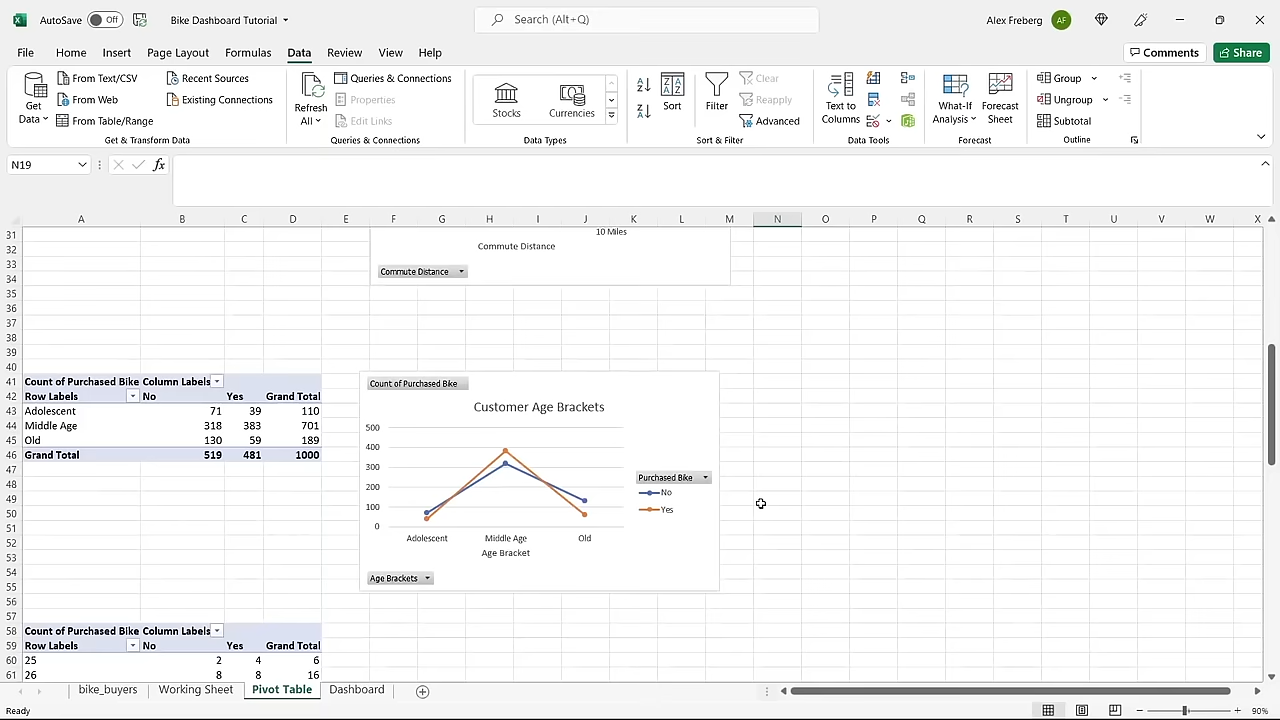 AutoSave Off Bike Dashboard Tutorial Search (Alt+Q) Alex Freberg AF
File Home Insert Page Layout Formulas Data Review View Help Comments Share
Get Data
From Text/CSV
From Web
From Table/Range
Recent Sources
Existing Connections
Get & Transform Data
Refresh All
Queries & Connections
Properties
Edit Links
Queries & Connections
Stocks Currencies
Data Types
Sort
Filter
Clear
Reapply
Advanced
Sort & Filter
Text to Columns
Data Tools
What-If Analysis
Forecast Sheet
Forecast
Group
Ungroup
Subtotal
Outline
N19 fx
A B C D E F G H I J K L M N O P Q R S T U V W X
31
32
33
34
35
36
37
38
39
40
41 Count of Purchased Bike Column Labels
42 Row Labels No Yes Grand Total
43 Adolescent 71 39 110
44 Middle Age 318 383 701
45 Old 130 59 189
46 Grand Total 519 481 1000
47
48
49
50
51
52
53
54
55
56
57
58 Count of Purchased Bike Column Labels
59 Row Labels No Yes Grand Total
60 25 2 4 6
61 26 8 8 16
10 Miles
Commute Distance
Commute Distance
Count of Purchased Bike
Customer Age Brackets
500
400
300
200
100
0
Adolescent Middle Age Old
Age Bracket
Purchased Bike
No
Yes
Age Brackets
bike_buyers Working Sheet Pivot Table Dashboard
Ready 90%